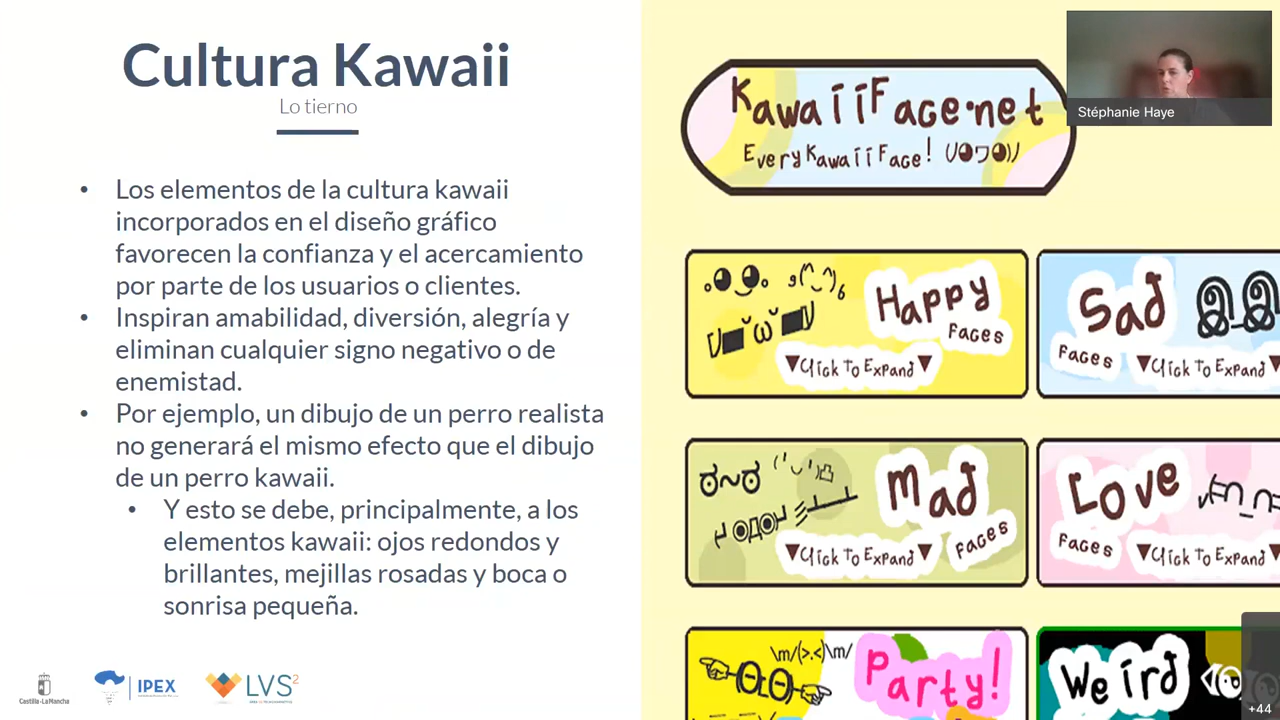 Cultura Kawaii
Lo tierno
• Los elementos de la cultura kawaii
incorporados en el diseño gráfico
favorecen la confianza y el acercamiento
por parte de los usuarios o clientes.
• Inspiran amabilidad, diversión, alegría y
eliminan cualquier signo negativo o de
enemistad.
• Por ejemplo, un dibujo de un perro realista
no generará el mismo efecto que el dibujo
de un perro kawaii.
• Y esto se debe, principalmente, a los
elementos kawaii: ojos redondos y
brillantes, mejillas rosadas y boca o
sonrisa pequeña.
Castilla-La Mancha
IPEX
LVS²
KawaiiFace.net
Every Kawaii Face!
Stéphanie Haye
Happy
Faces
▼Click To Expand▼
Sad
Faces
▼Click To Expand▼
Mad
Faces
▼Click To Expand▼
Love
Faces
▼Click To Expand▼
\m/(>.<)\m/
Party!
Weird
+44